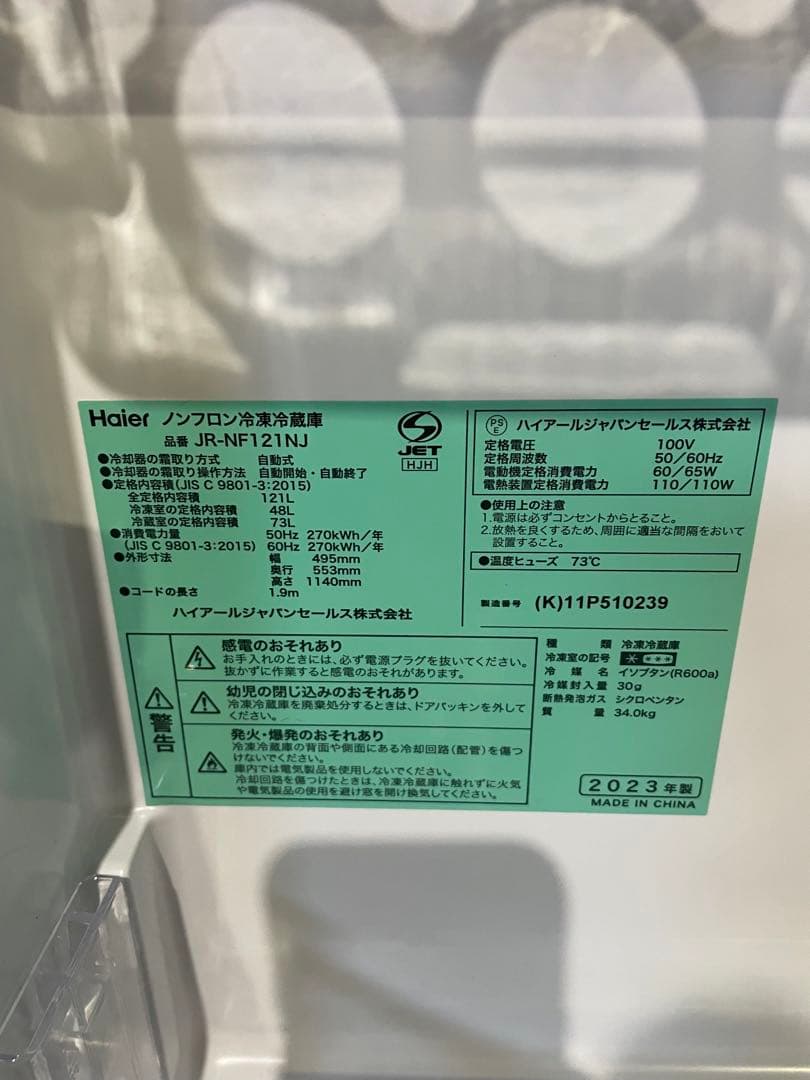 Haier ノンフロン冷凍冷蔵庫
品番 JR-NF121NJ
●冷却器の霜取り方式 自動式
●冷却器の霜取り操作方法 自動開始・自動終了
●定格内容積(JIS C 9801-3:2015)
全定格内容積 121L
冷凍室の定格内容積 48L
冷蔵室の定格内容積 73L
●消費電力量 50Hz 270kWh/年
(JIS C 9801-3:2015) 60Hz 270kWh/年
●外形寸法 幅 495mm
奥行 553mm
高さ 1140mm
●コードの長さ 1.9m
ハイアールジャパンセールス株式会社
S
JET
HJH
PSE ハイアールジャパンセールス株式会社
定格電圧 100V
定格周波数 50/60Hz
電動機定格消費電力 60/65W
電熱装置定格消費電力 110/110W
●使用上の注意
1.電源は必ずコンセントからとること。
2.放熱を良くするため、周囲に適当な間隔をおいて
設置すること。
●温度ヒューズ 73℃
製造番号 (K)11P510239
警告
感電のおそれあり
お手入れのときには、必ず電源プラグを抜いてください。
抜かずに作業すると感電のおそれがあります。
幼児の閉じ込みのおそれあり
冷凍冷蔵庫を廃棄処分するときは、ドアパッキンを外して
ください。
発火・爆発のおそれあり
冷凍冷蔵庫の背面や側面にある冷却回路(配管)を傷つ
けないでください。
庫内では電気製品を使用しないでください。
冷却回路を傷つけたときは、冷凍冷蔵庫に触れずに火気
や電気製品の使用を避け窓を開け換気してください。
種類 冷凍冷蔵庫
冷凍室の記号 * ***
冷媒名 イソブタン(R600a)
冷媒封入量 30g
断熱発泡ガス シクロペンタン
質量 34.0kg
2023年製
MADE IN CHINA